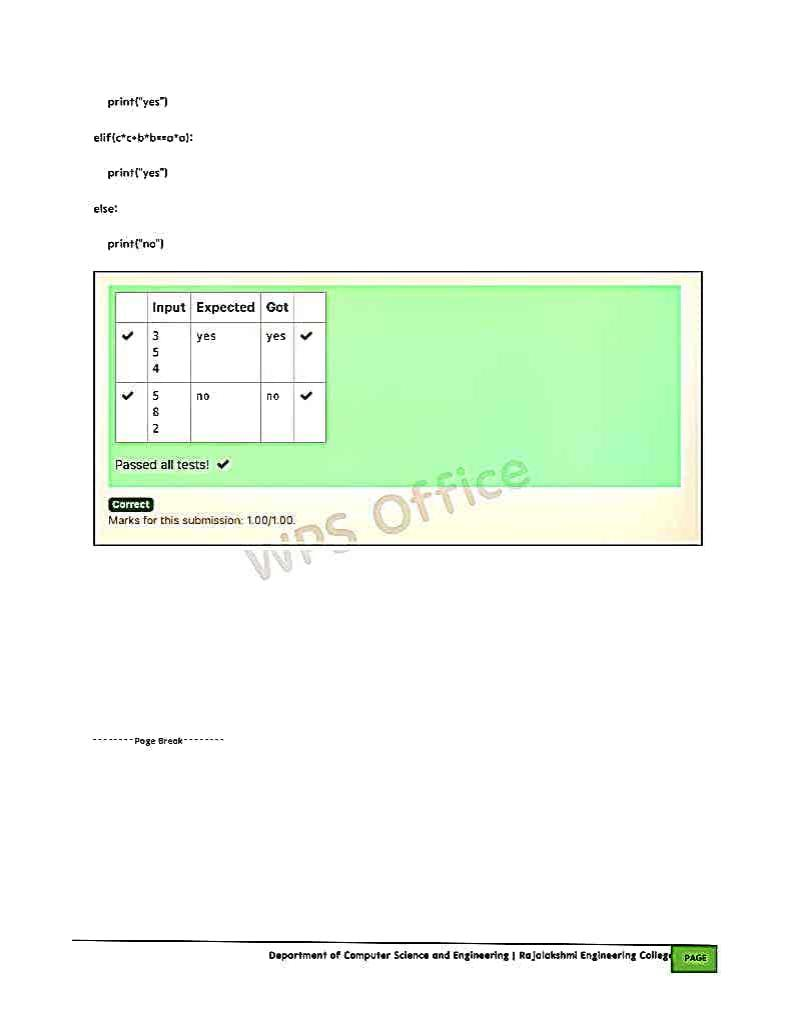 print("yes")
elif(c*c+b*b==a*a):
print("yes")
else:
print("no")
Input Expected Got
✔ 3 yes yes ✔
5
4
✔ 5 no no ✔
8
2
Passed all tests! ✔
Correct
Marks for this submission: 1.00/1.00.
WPS Office
--------Page Break--------
Department of Computer Science and Engineering | Rajalakshmi Engineering College PAGE